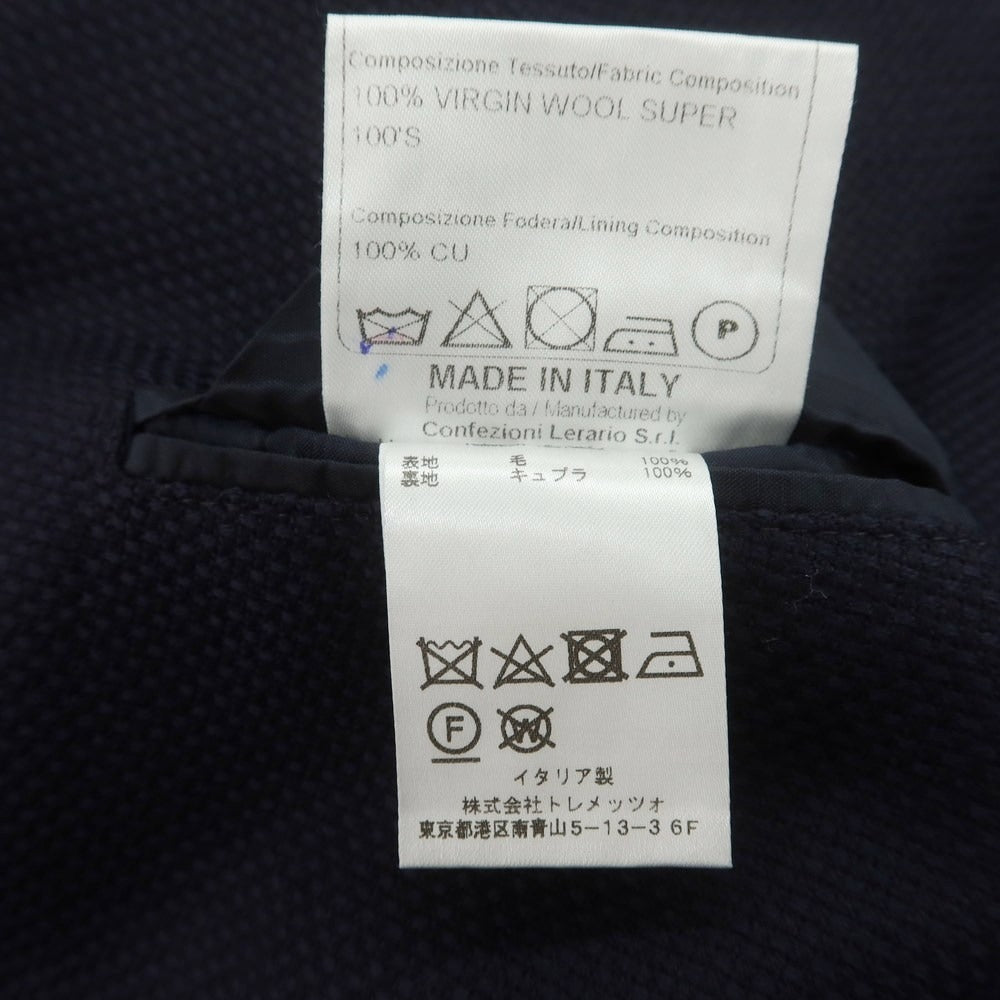 Composizione Tessuto/Fabric Composition
100% VIRGIN WOOL SUPER
100'S
Composizione Fodera/Lining Composition
100% CU
P
MADE IN ITALY
Prodotto da / Manufactured by
Confezioni Lerario S.r.l.
表地 毛 100%
裏地 キュプラ 100%
F W
イタリア製
株式会社トレメッツォ
東京都港区南青山5-13-3 6F